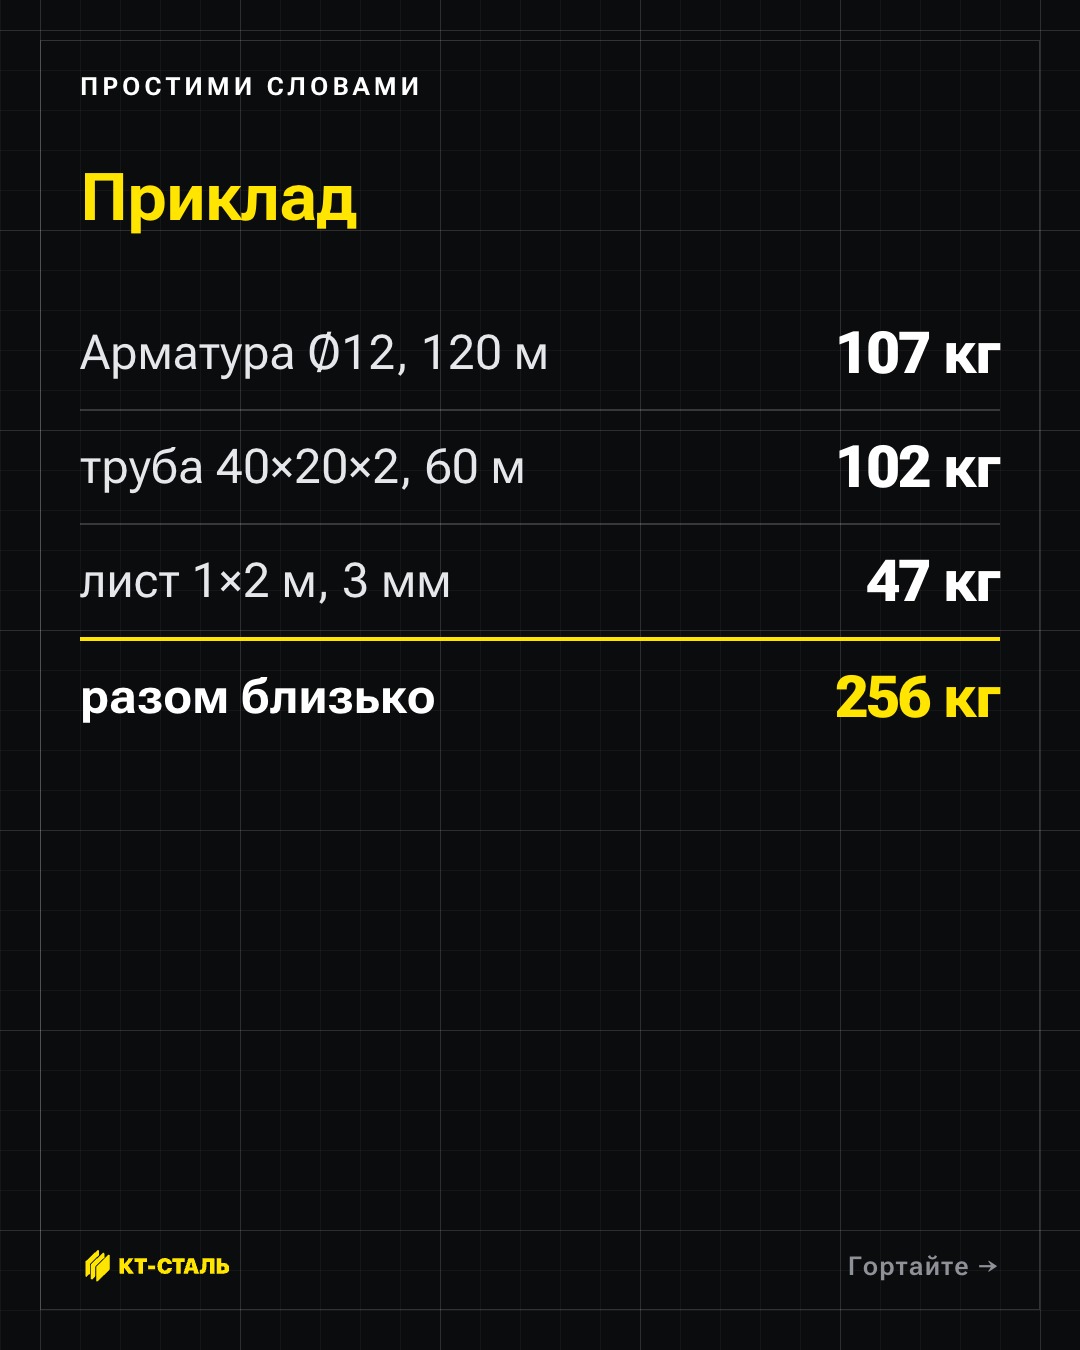 ПРОСТИМИ СЛОВАМИ
Приклад
Арматура Ø12, 120 м 107 кг
труба 40×20×2, 60 м 102 кг
лист 1×2 м, 3 мм 47 кг
разом близько 256 кг
КТ-СТАЛЬ Гортайте →